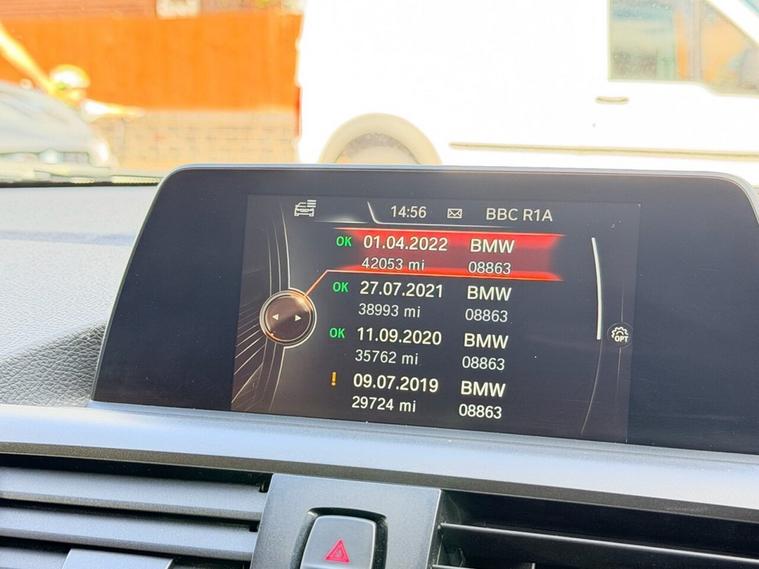 14:56 BBC R1A
OK 01.04.2022 BMW
42053 mi 08863
OK 27.07.2021 BMW
38993 mi 08863
OK 11.09.2020 BMW
35762 mi 08863
! 09.07.2019 BMW
29724 mi 08863
OPT